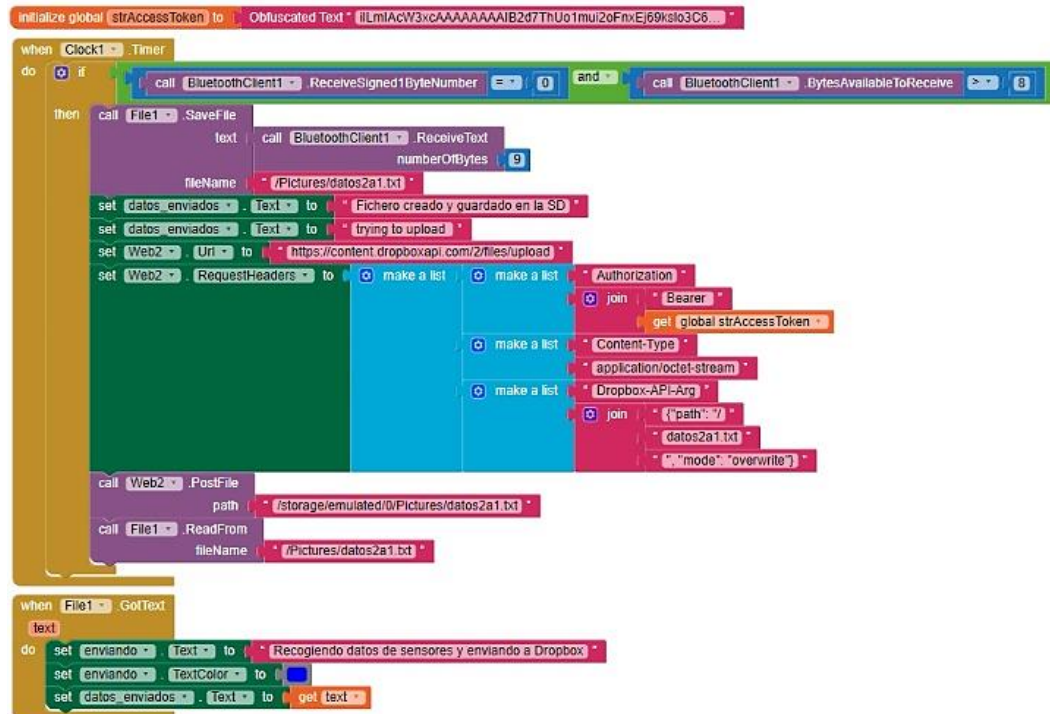 initialize global strAccessToken to Obfuscated Text " ilLmIAcW3xcAAAAAAAAIB2d7ThUo1mui2oFnxEj69kslo3C6... "
when Clock1 .Timer
do if call BluetoothClient1 .ReceiveSigned1ByteNumber = 0 and call BluetoothClient1 .BytesAvailableToReceive > 8
then call File1 .SaveFile
text call BluetoothClient1 .ReceiveText
numberOfBytes 9
fileName " /Pictures/datos2a1.txt "
set datos_enviados . Text to " Fichero creado y guardado en la SD "
set datos_enviados . Text to " trying to upload "
set Web2 . Url to " https://content.dropboxapi.com/2/files/upload "
set Web2 . RequestHeaders to make a list make a list " Authorization "
join " Bearer "
get global strAccessToken
make a list " Content-Type "
" application/octet-stream "
make a list " Dropbox-API-Arg "
join " {"path": "/ "
" datos2a1.txt "
" ", "mode": "overwrite"} "
call Web2 .PostFile
path " /storage/emulated/0/Pictures/datos2a1.txt "
call File1 .ReadFrom
fileName " /Pictures/datos2a1.txt "
when File1 .GotText
text
do set enviando . Text to " Recogiendo datos de sensores y enviando a Dropbox "
set enviando . TextColor to
set datos_enviados . Text to get text